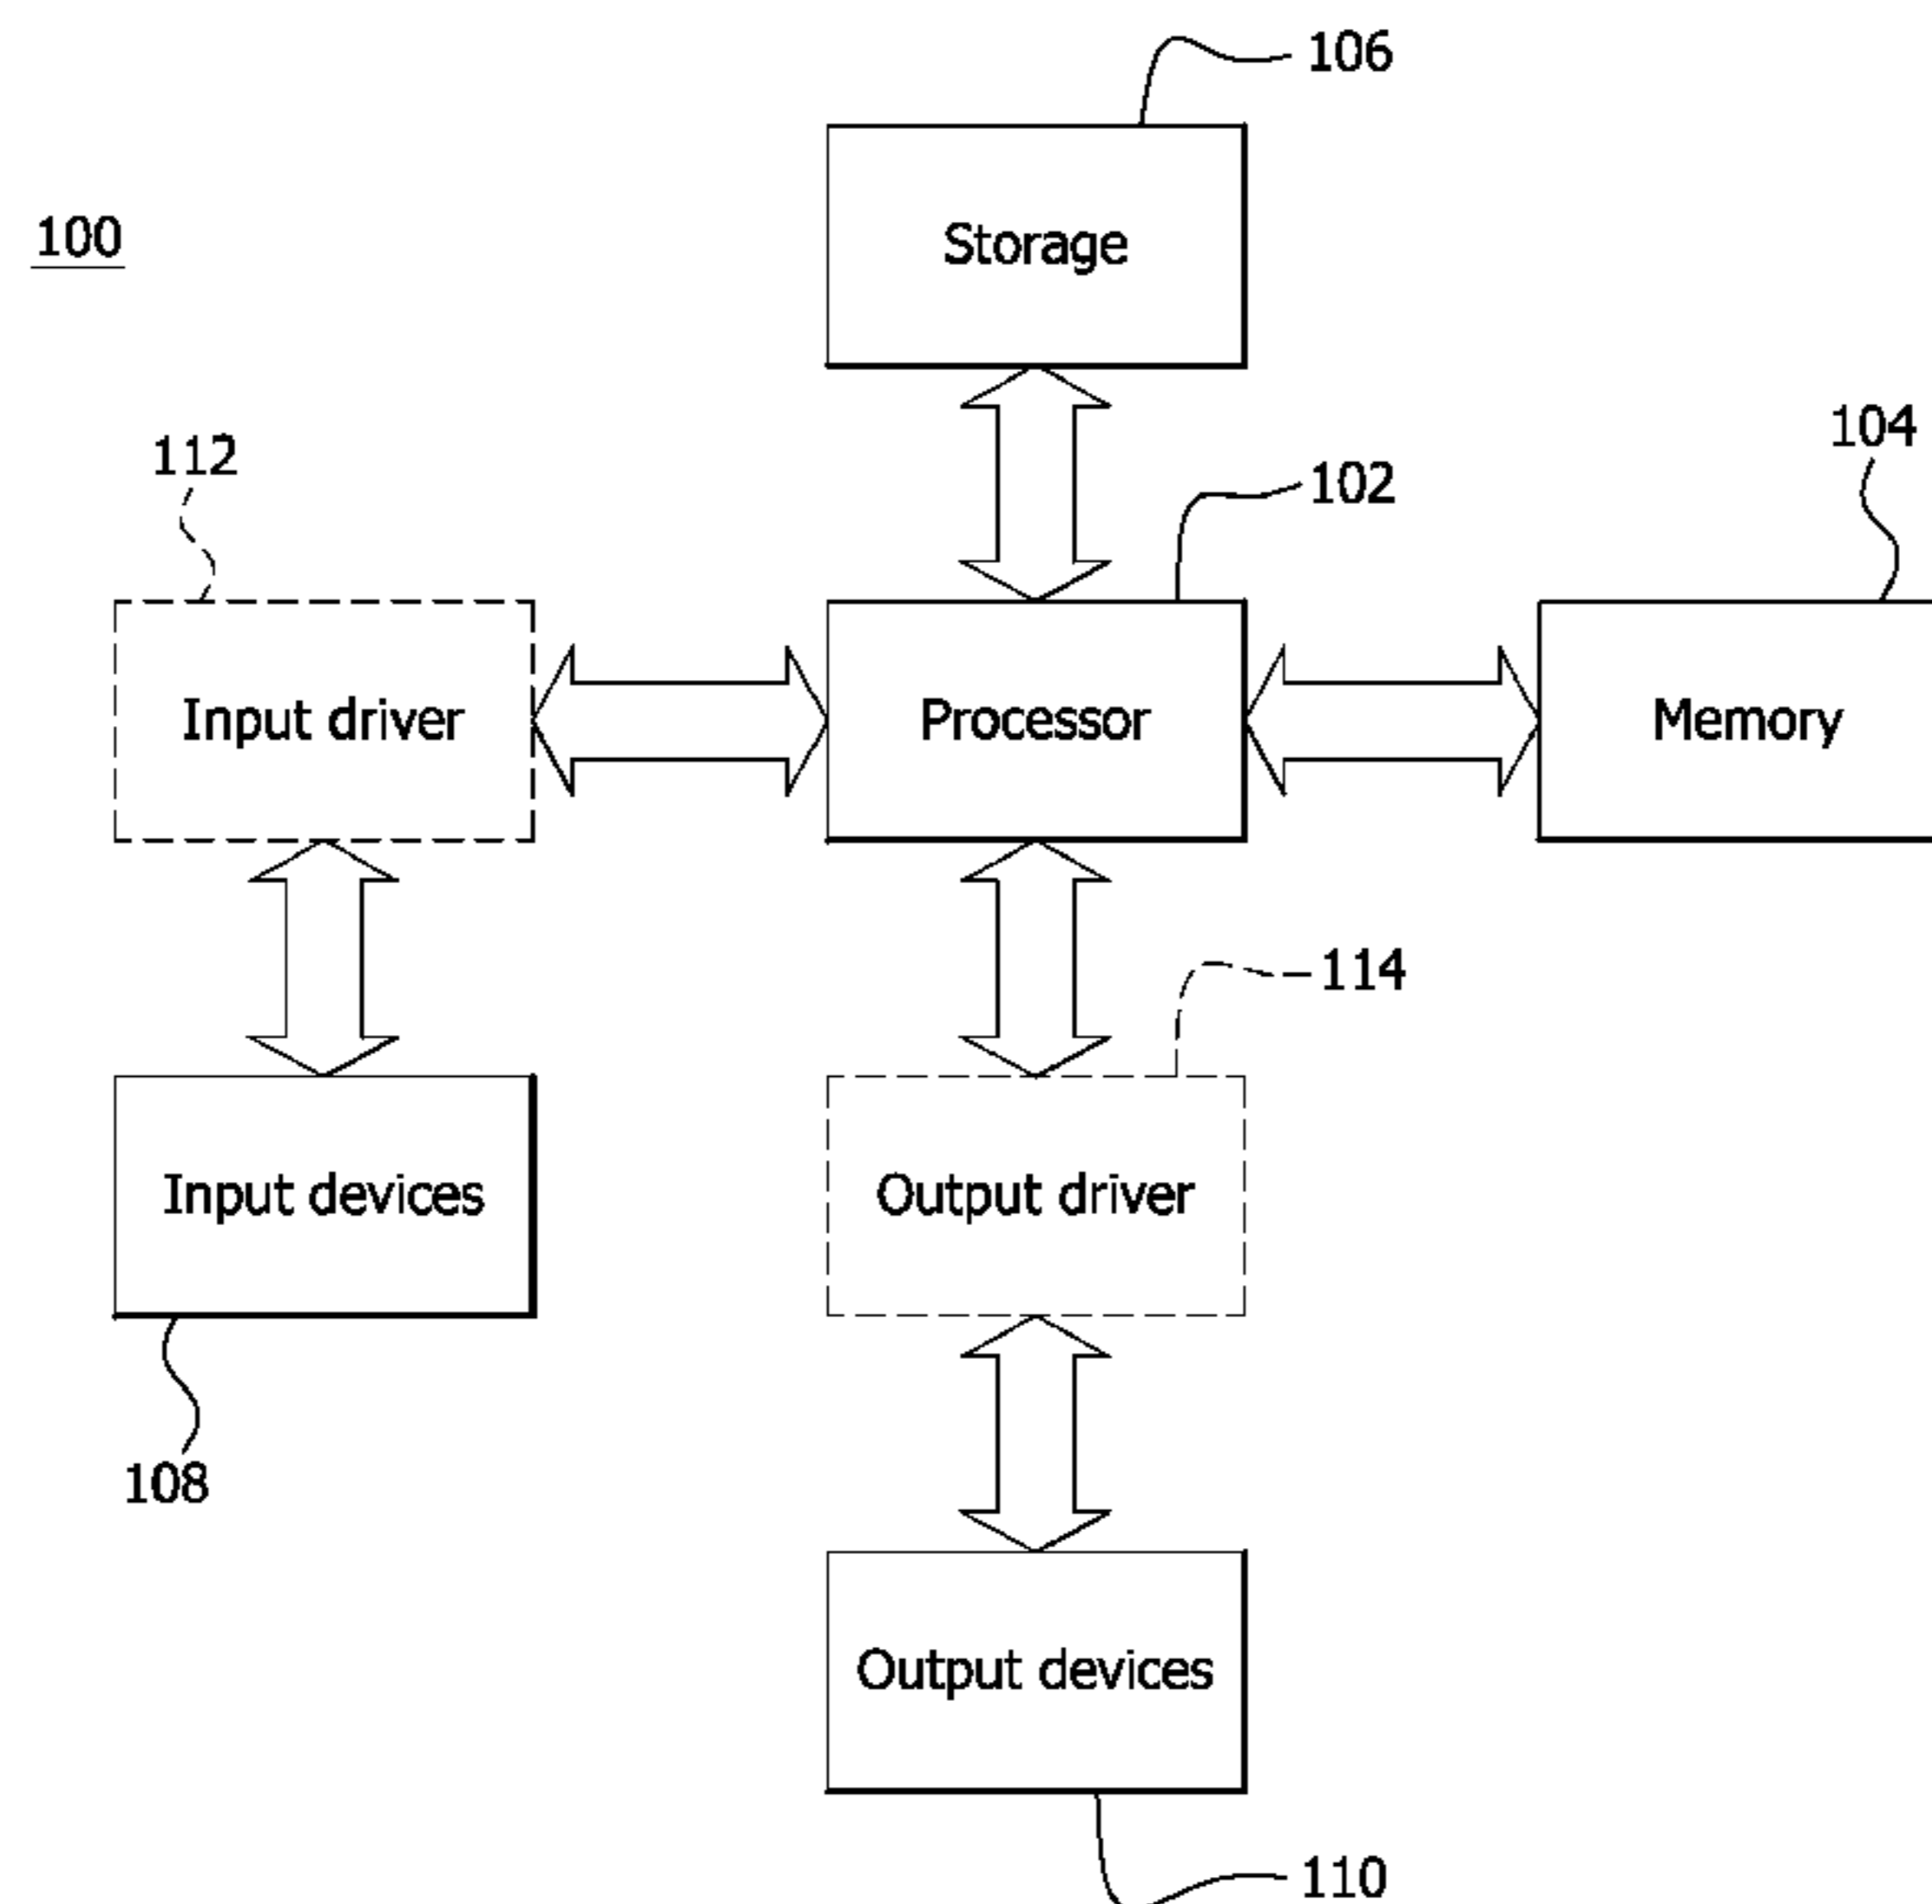 106
100
Storage
112
102
104
Input driver
Processor
Memory
114
Input devices
Output driver
108
Output devices
110